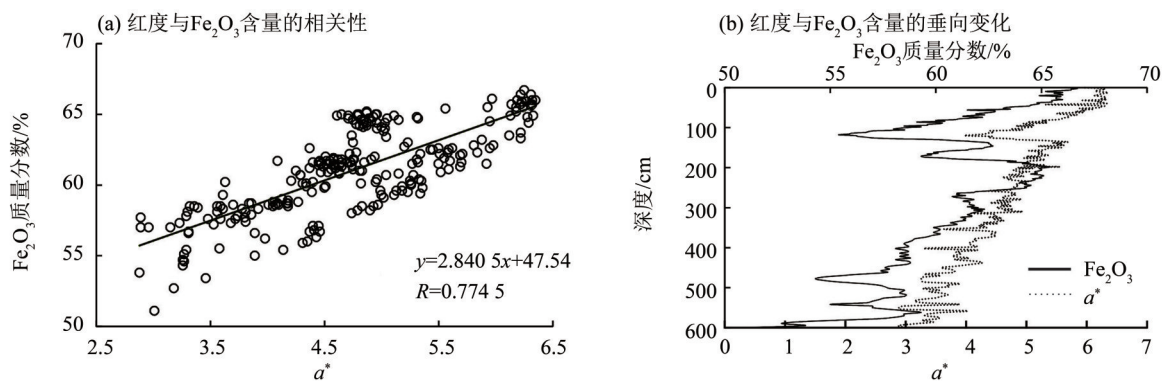 (a) 红度与Fe₂O₃含量的相关性
70
65
60
55
50
Fe₂O₃质量分数/%
y=2.840 5x+47.54
R=0.774 5
2.5 3.5 4.5 5.5 6.5
a*
(b) 红度与Fe₂O₃含量的垂向变化
Fe₂O₃质量分数/%
50 55 60 65 70
0
100
200
300
400
500
600
深度/cm
Fe₂O₃
a*
0 1 2 3 4 5 6 7
a*